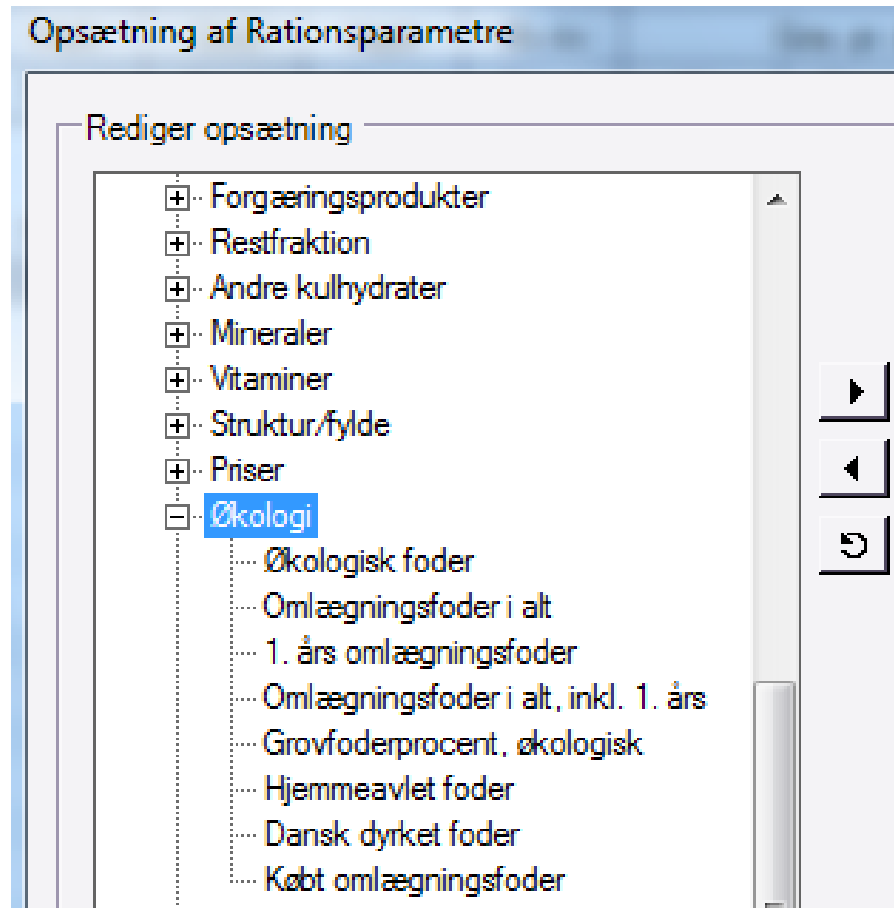 Opsætning af Rationsparametre
Rediger opsætning
Forgæringsprodukter
Restfraktion
Andre kulhydrater
Mineraler
Vitaminer
Struktur/fylde
Priser
Økologi
Økologisk foder
Omlægningsfoder i alt
1. års omlægningsfoder
Omlægningsfoder i alt, inkl. 1. års
Grovfoderprocent, økologisk
Hjemmeavlet foder
Dansk dyrket foder
Købt omlægningsfoder